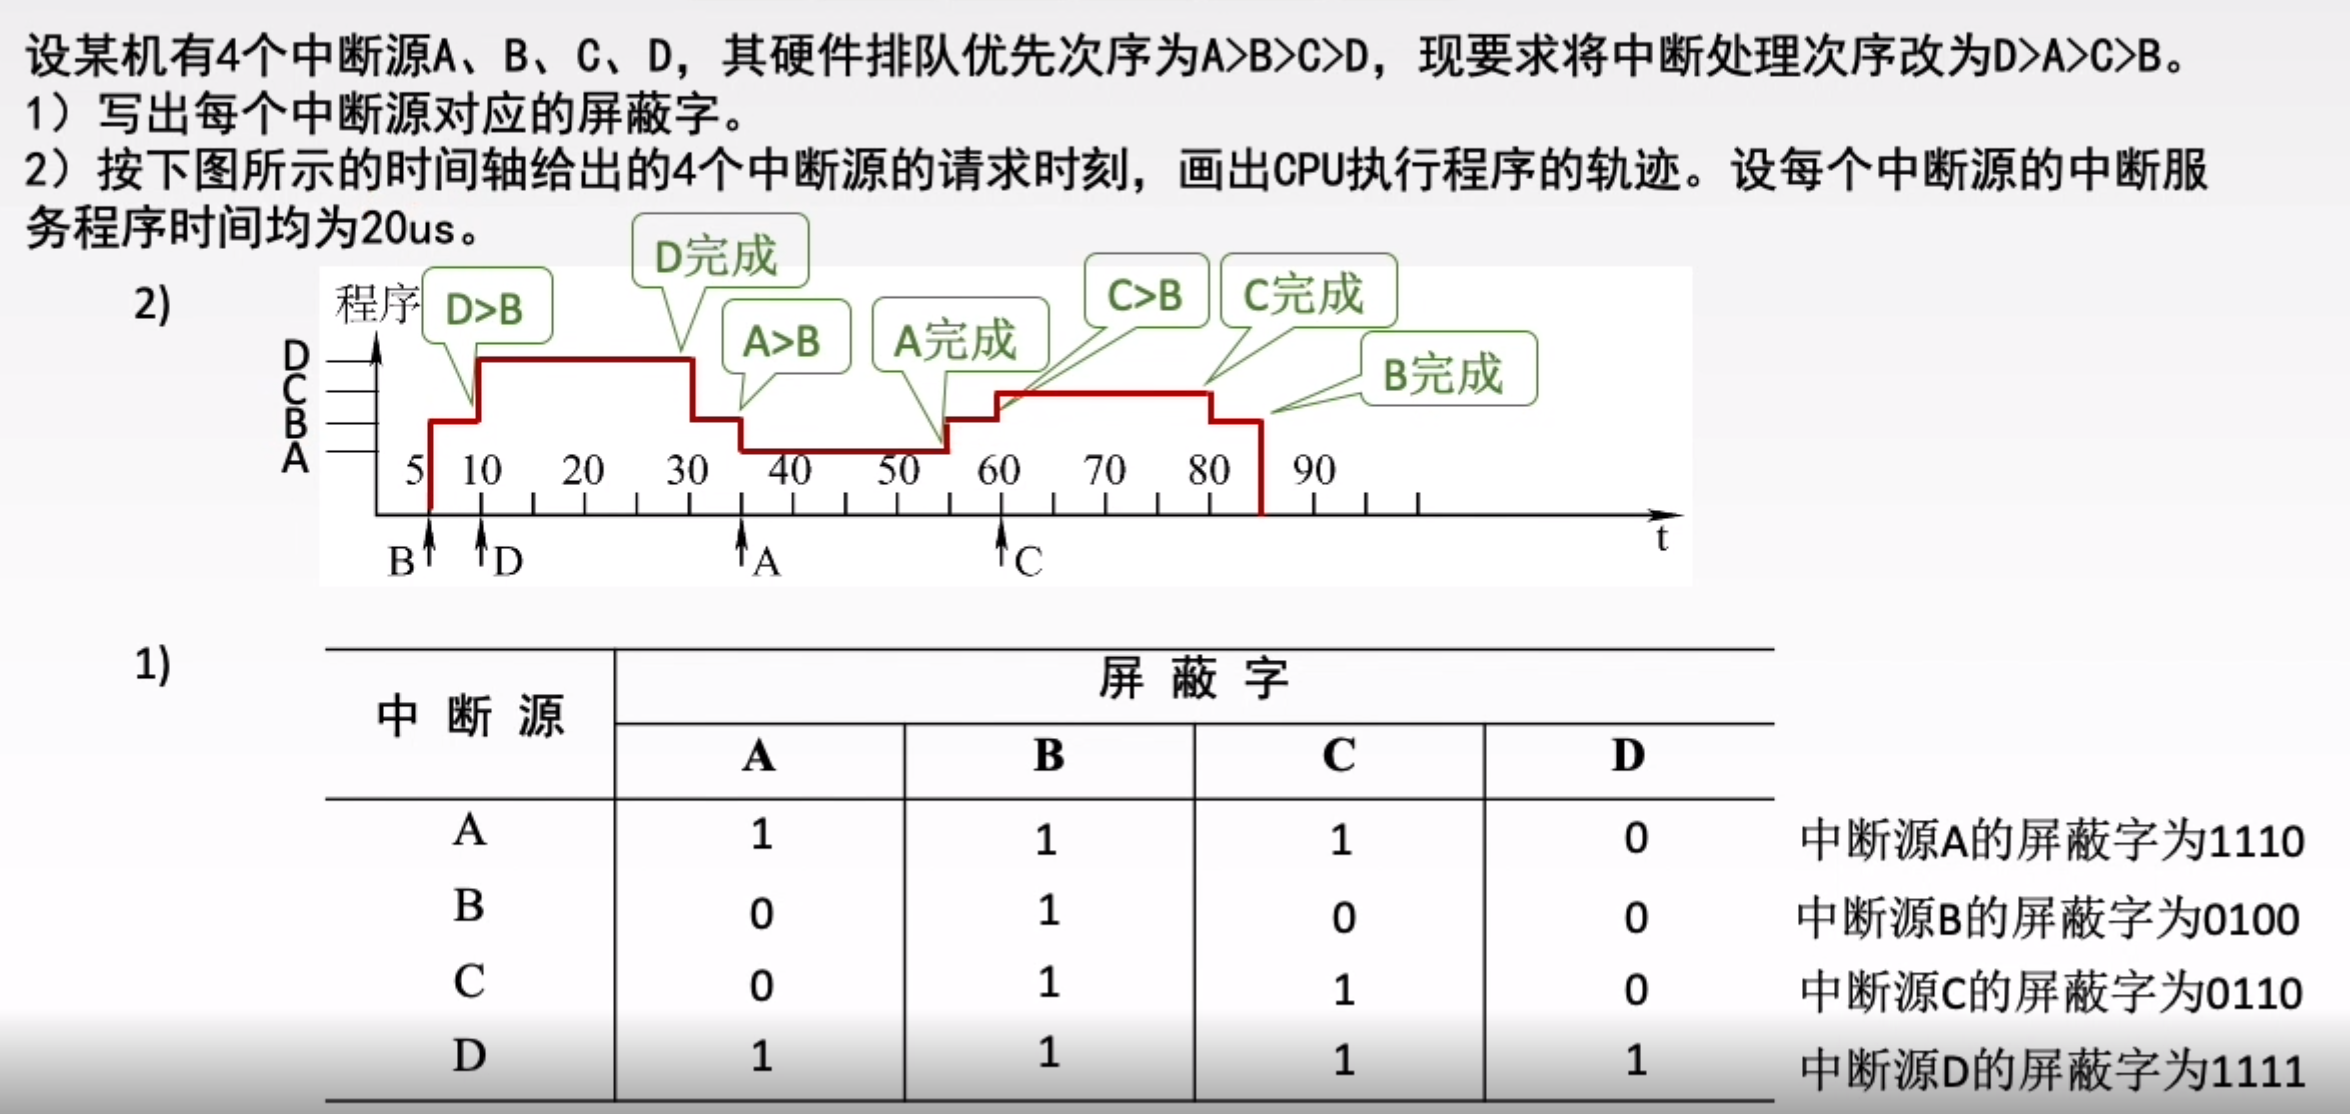 设某机有4个中断源A、B、C、D，其硬件排队优先次序为A>B>C>D，现要求将中断处理次序改为D>A>C>B。
1）写出每个中断源对应的屏蔽字。
2）按下图所示的时间轴给出的4个中断源的请求时刻，画出CPU执行程序的轨迹。设每个中断源的中断服
务程序时间均为20us。
2)
程序
D>B
D完成
A>B
A完成
C>B
C完成
B完成
D
C
B
A
5 10 20 30 40 50 60 70 80 90
t
B D A C
1)
中断源 屏蔽字
A B C D
A 1 1 1 0 中断源A的屏蔽字为1110
B 0 1 0 0 中断源B的屏蔽字为0100
C 0 1 1 0 中断源C的屏蔽字为0110
D 1 1 1 1 中断源D的屏蔽字为1111